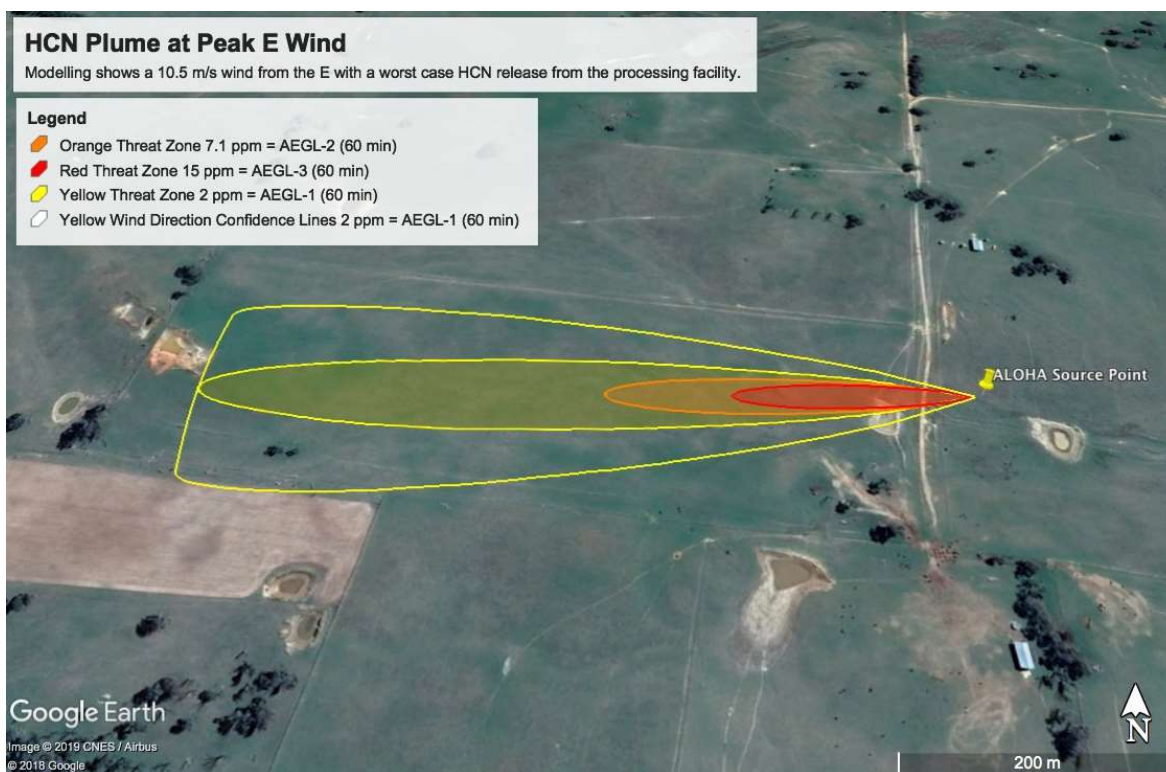 HCN Plume at Peak E Wind
Modelling shows a 10.5 m/s wind from the E with a worst case HCN release from the processing facility.
Legend
Orange Threat Zone 7.1 ppm = AEGL-2 (60 min)
Red Threat Zone 15 ppm = AEGL-3 (60 min)
Yellow Threat Zone 2 ppm = AEGL-1 (60 min)
Yellow Wind Direction Confidence Lines 2 ppm = AEGL-1 (60 min)
ALOHA Source Point
Google Earth
Image © 2019 CNES / Airbus
© 2018 Google
N
200 m